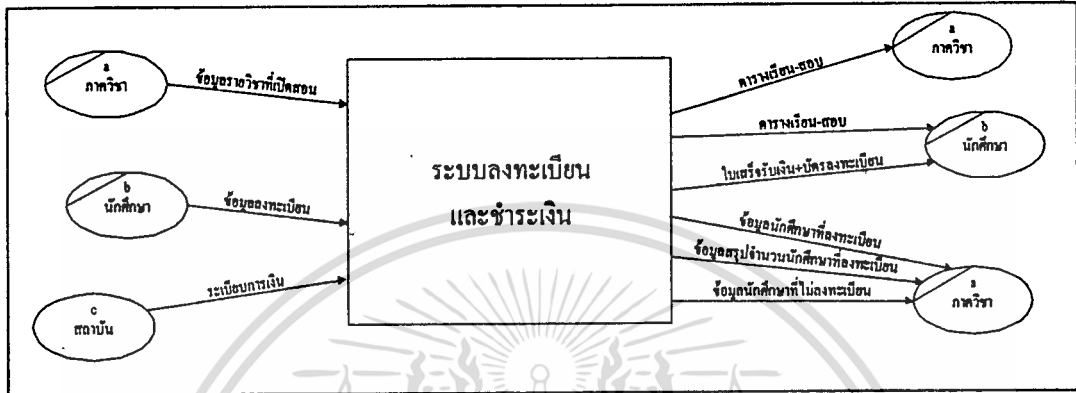 a
ภาควิชา
ข้อมูลรายวิชาที่เปิดสอน
b
นักศึกษา
ข้อมูลลงทะเบียน
c
สถาบัน
ระเบียบการเงิน
ระบบลงทะเบียน
และชำระเงิน
ตารางเรียน-สอบ
a
ภาควิชา
ตารางเรียน-สอบ
b
นักศึกษา
ใบเสร็จรับเงิน+บัตรลงทะเบียน
ข้อมูลนักศึกษาที่ลงทะเบียน
ข้อมูลสรุปจำนวนนักศึกษาที่ลงทะเบียน
ข้อมูลนักศึกษาที่ไม่ลงทะเบียน
a
ภาควิชา